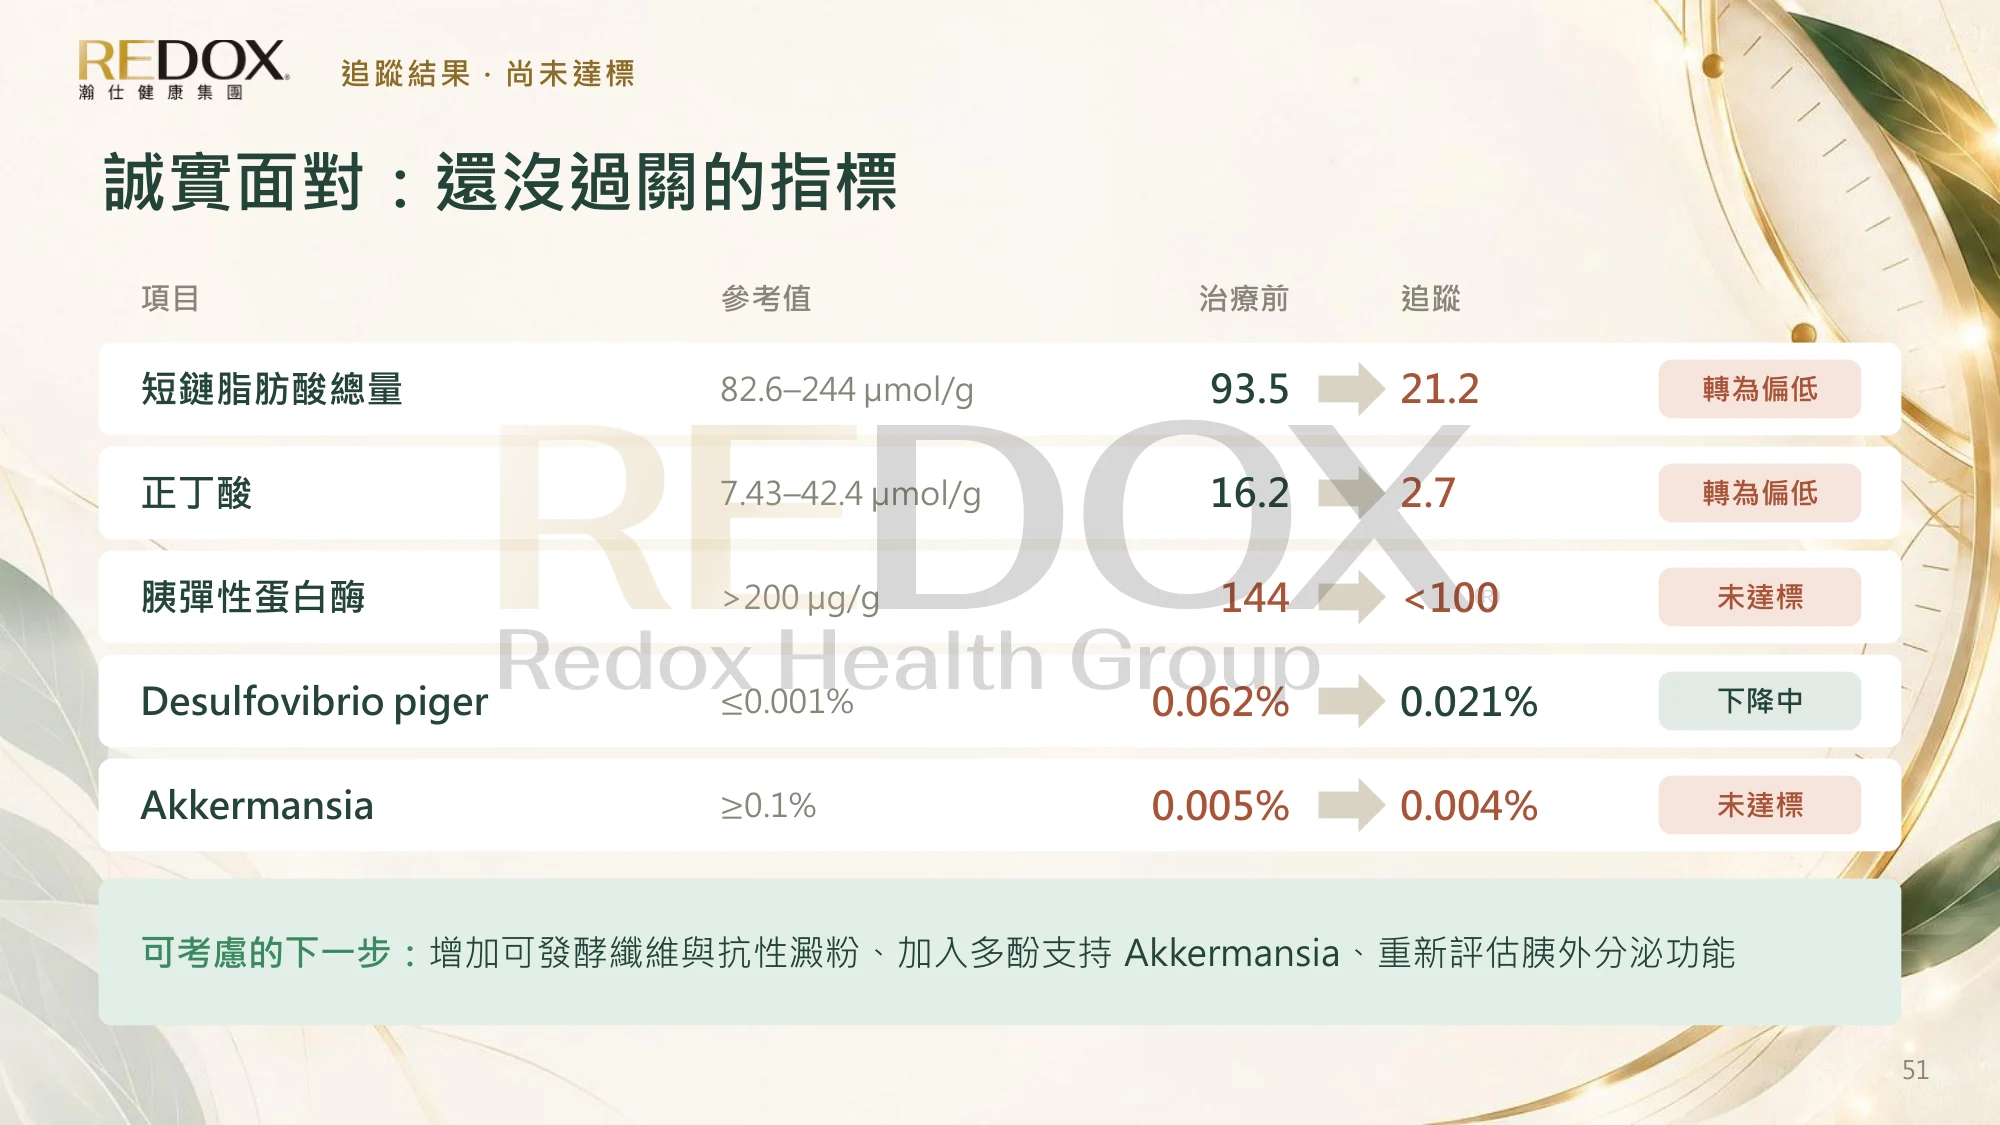 REDOX®
瀚仕健康集團
追蹤結果·尚未達標
誠實面對：還沒過關的指標
項目 參考值 治療前 追蹤
短鏈脂肪酸總量 82.6–244 μmol/g 93.5 21.2 轉為偏低
正丁酸 7.43–42.4 μmol/g 16.2 2.7 轉為偏低
胰彈性蛋白酶 >200 μg/g 144 <100 未達標
Desulfovibrio piger ≤0.001% 0.062% 0.021% 下降中
Akkermansia ≥0.1% 0.005% 0.004% 未達標
REDOX®
Redox Health Group
可考慮的下一步：增加可發酵纖維與抗性澱粉、加入多酚支持 Akkermansia、重新評估胰外分泌功能
51